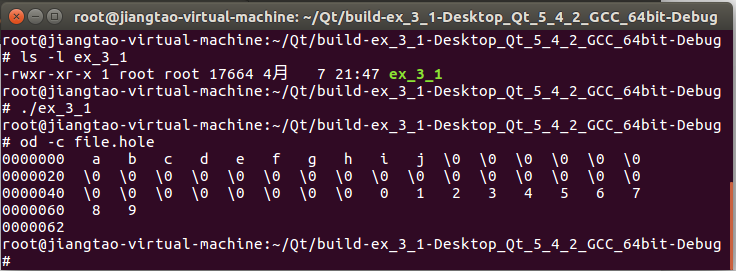 root@jiangtao-virtual-machine: ~/Qt/build-ex_3_1-Desktop_Qt_5_4_2_GCC_64bit-Debug
root@jiangtao-virtual-machine:~/Qt/build-ex_3_1-Desktop_Qt_5_4_2_GCC_64bit-Debug
# ls -l ex_3_1
-rwxr-xr-x 1 root root 17664 4月   7 21:47 ex_3_1
root@jiangtao-virtual-machine:~/Qt/build-ex_3_1-Desktop_Qt_5_4_2_GCC_64bit-Debug
# ./ex_3_1
root@jiangtao-virtual-machine:~/Qt/build-ex_3_1-Desktop_Qt_5_4_2_GCC_64bit-Debug
# od -c file.hole
0000000   a   b   c   d   e   f   g   h   i   j  \0  \0  \0  \0  \0  \0
0000020  \0  \0  \0  \0  \0  \0  \0  \0  \0  \0  \0  \0  \0  \0  \0  \0
0000040  \0  \0  \0  \0  \0  \0  \0  \0   0   1   2   3   4   5   6   7
0000060   8   9
0000062
root@jiangtao-virtual-machine:~/Qt/build-ex_3_1-Desktop_Qt_5_4_2_GCC_64bit-Debug
#